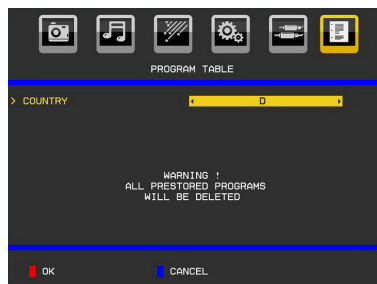 PROGRAM TABLE
> COUNTRY D
WARNING !
ALL PRESTORED PROGRAMS
WILL BE DELETED
OK CANCEL